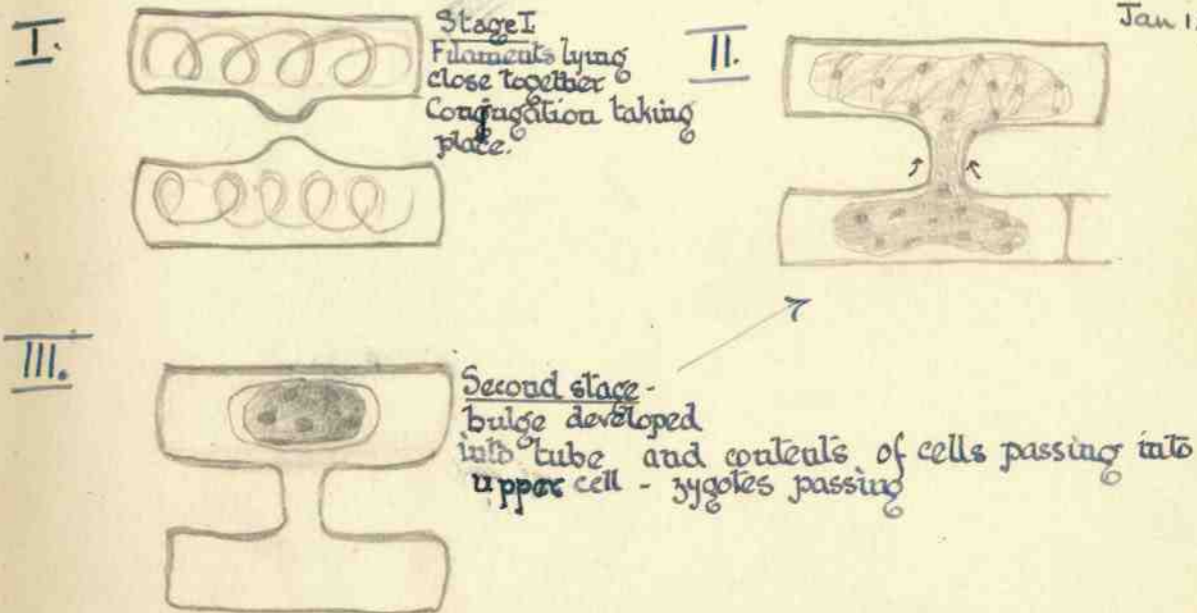 I.
Stage I
Filaments lying
close together
Conjugation taking
place.
II.
Jan 1.
III.
Second stage -
bulge developed
into tube and contents of cells passing into
upper cell - zygotes passing